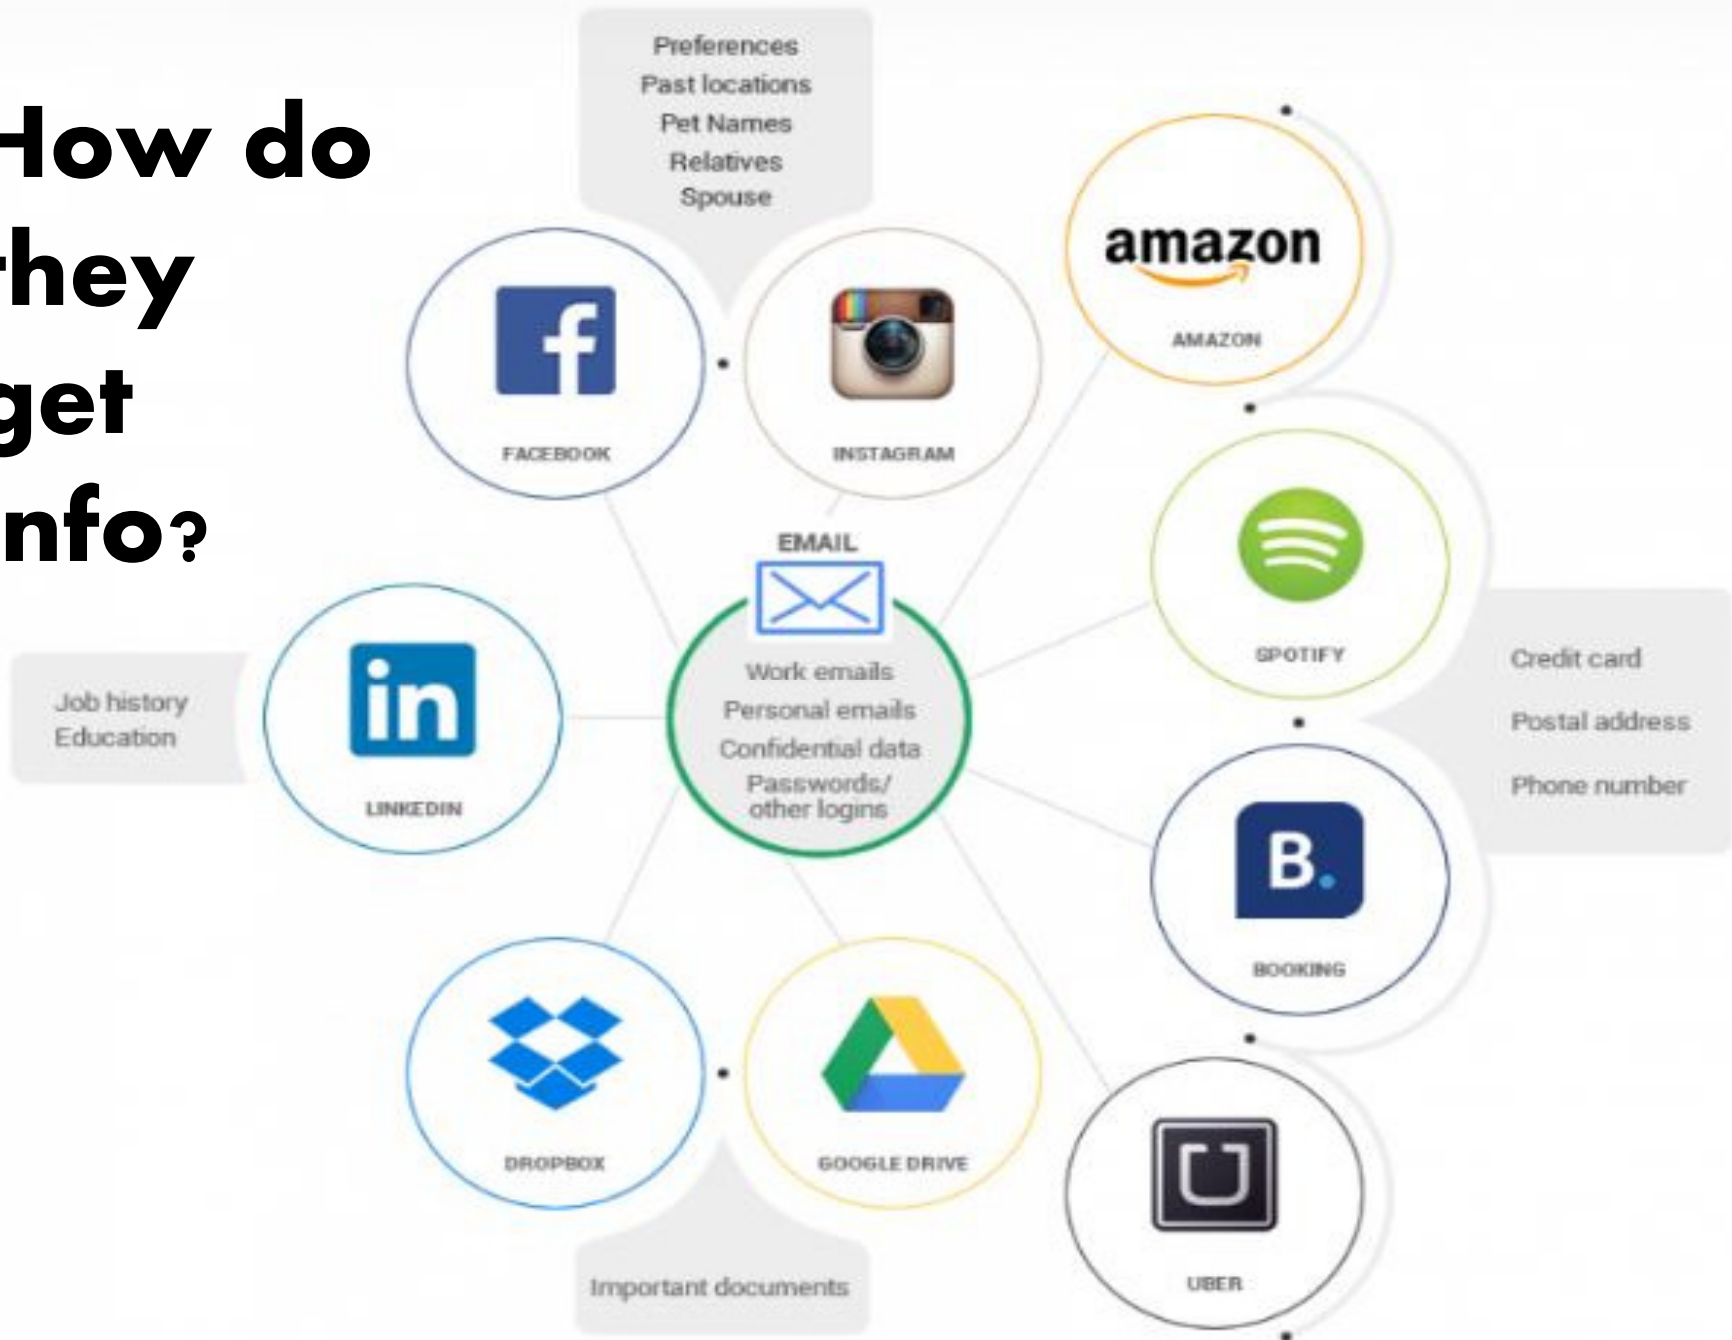 How do
they
get
info?
Preferences
Past locations
Pet Names
Relatives
Spouse
f
FACEBOOK
INSTAGRAM
amazon
AMAZON
SPOTIFY
Credit card
Postal address
Phone number
EMAIL
Work emails
Personal emails
Confidential data
Passwords/
other logins
Job history
Education
in
LINKEDIN
B.
BOOKING
DROPBOX
GOOGLE DRIVE
U
UBER
Important documents